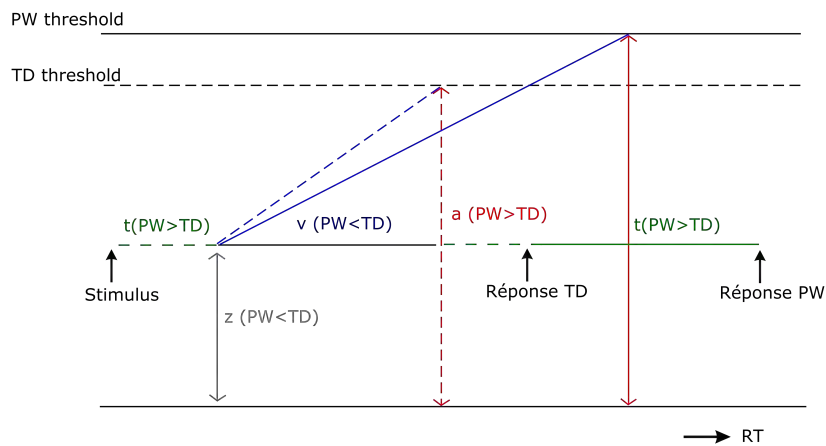 PW threshold
TD threshold
t(PW>TD)
v (PW<TD)
a (PW>TD)
t(PW>TD)
Stimulus
Réponse TD
Réponse PW
z (PW<TD)
RT